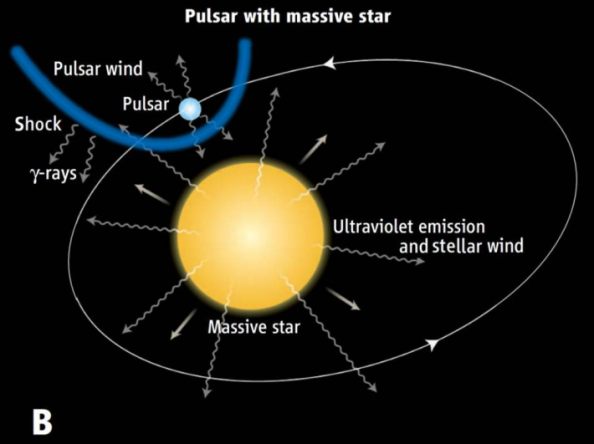 Pulsar with massive star
Pulsar wind
Pulsar
Shock
γ-rays
Ultraviolet emission
and stellar wind
Massive star
B